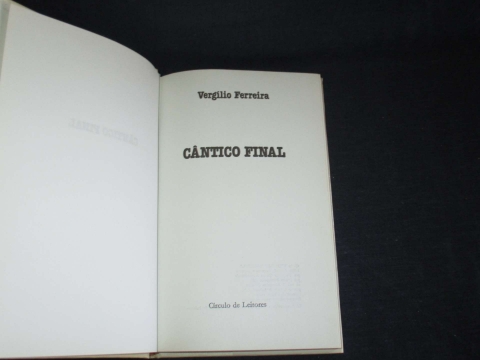 Vergílio Ferreira
CÂNTICO FINAL
Círculo de Leitores